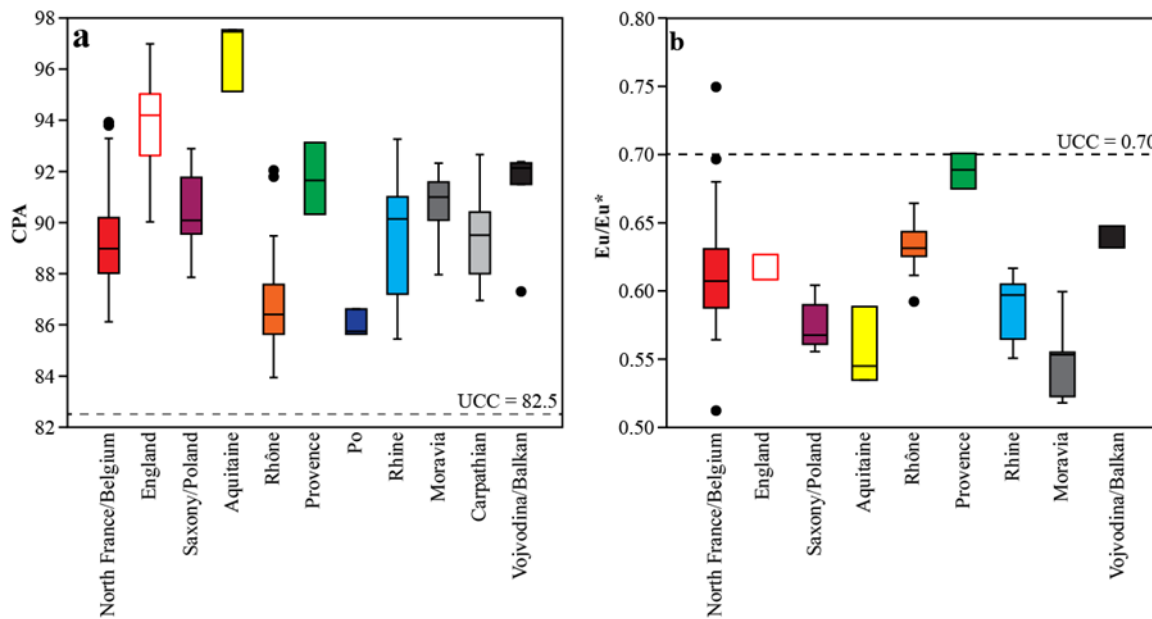 a
CPA
98
96
94
92
90
88
86
84
82
UCC = 82.5
North France/Belgium
England
Saxony/Poland
Aquitaine
Rhône
Provence
Po
Rhine
Moravia
Carpathian
Vojvodina/Balkan
b
Eu/Eu*
0.80
0.75
0.70
0.65
0.60
0.55
0.50
UCC = 0.70
North France/Belgium
England
Saxony/Poland
Aquitaine
Rhône
Provence
Rhine
Moravia
Vojvodina/Balkan